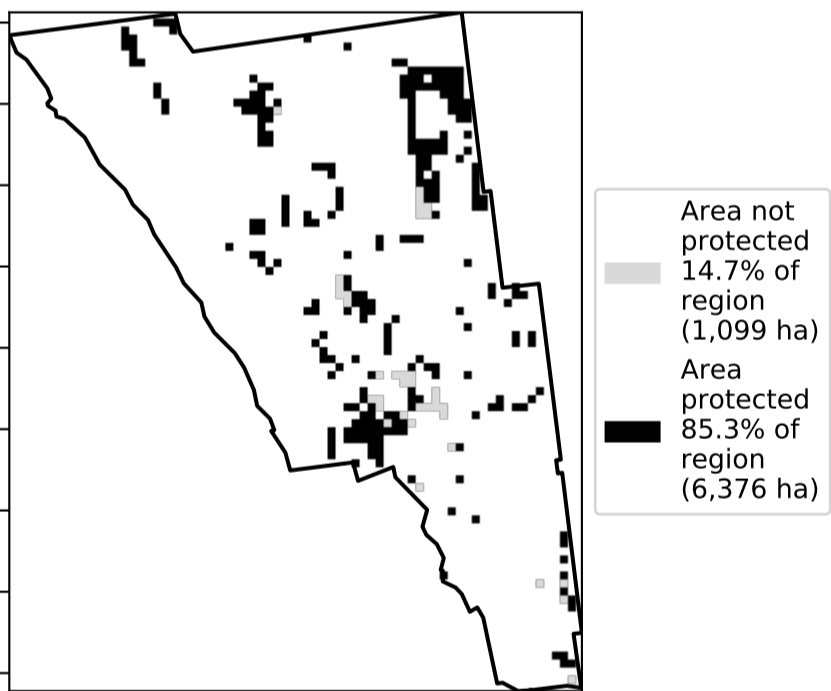 Area not
protected
14.7% of
region
(1,099 ha)
Area
protected
85.3% of
region
(6,376 ha)